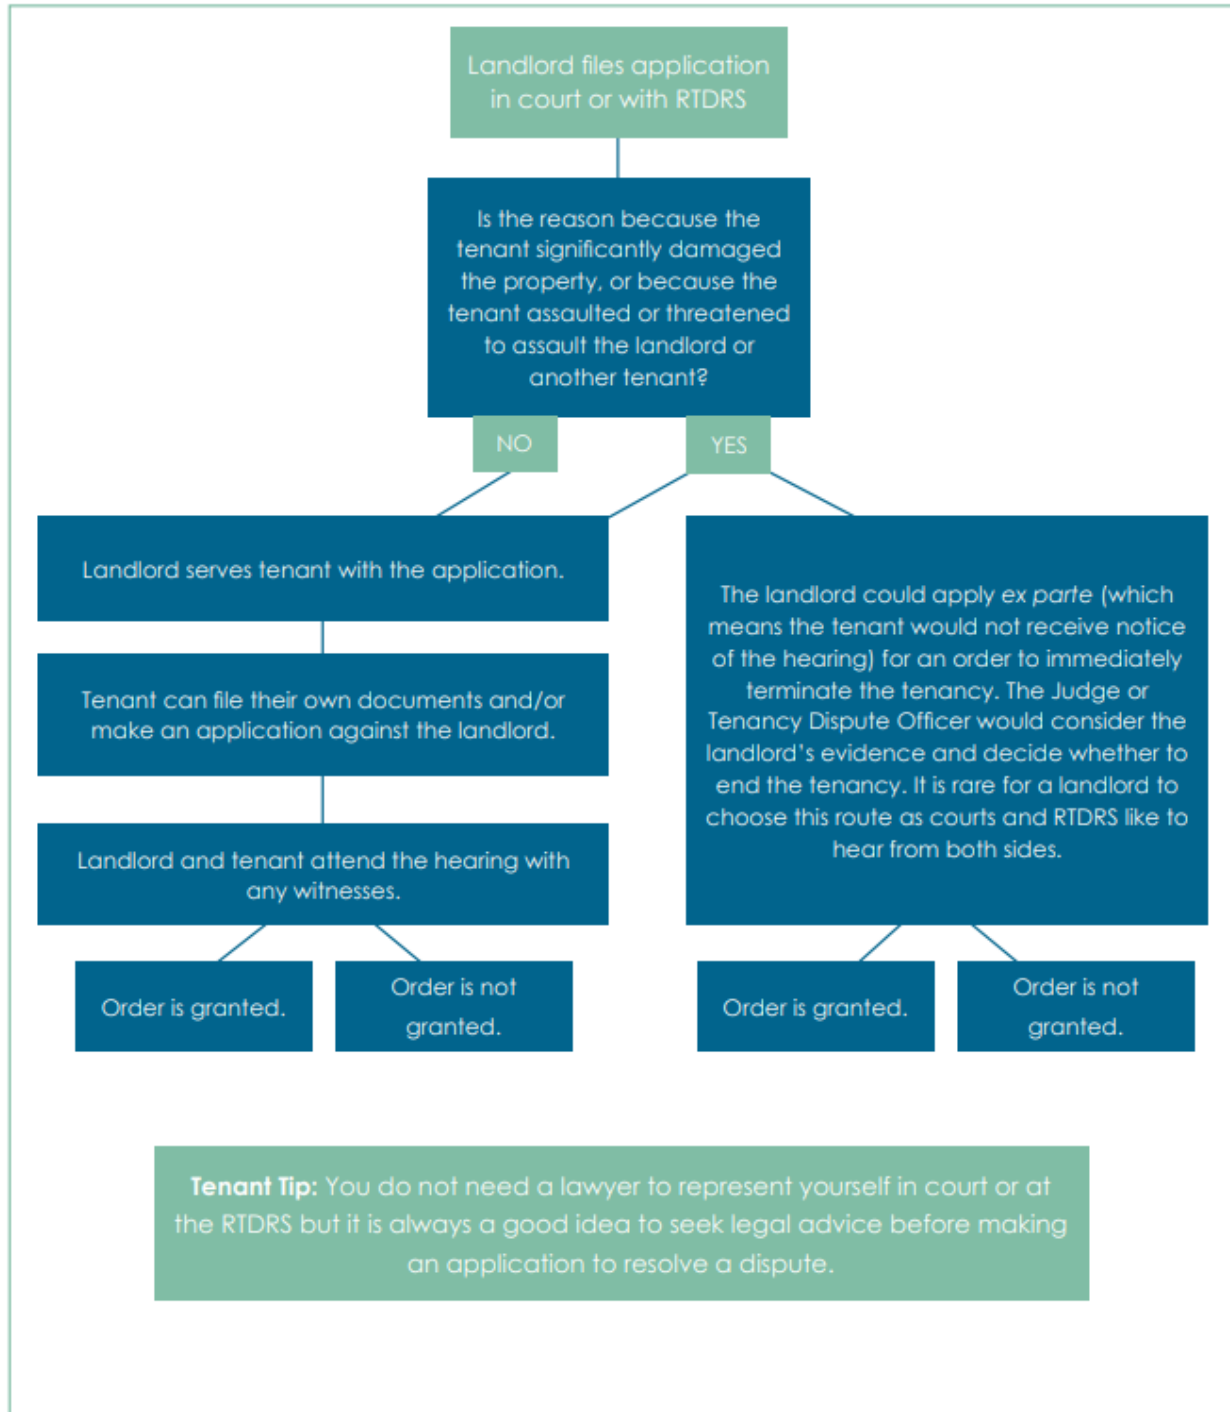 Landlord files application
in court or with RTDRS
Is the reason because the
tenant significantly damaged
the property, or because the
tenant assaulted or threatened
to assault the landlord or
another tenant?
NO
YES
Landlord serves tenant with the application.
Tenant can file their own documents and/or
make an application against the landlord.
Landlord and tenant attend the hearing with
any witnesses.
Order is granted.
Order is not
granted.
The landlord could apply ex parte (which
means the tenant would not receive notice
of the hearing) for an order to immediately
terminate the tenancy. The Judge or
Tenancy Dispute Officer would consider the
landlord's evidence and decide whether to
end the tenancy. It is rare for a landlord to
choose this route as courts and RTDRS like to
hear from both sides.
Order is granted.
Order is not
granted.
Tenant Tip: You do not need a lawyer to represent yourself in court or at
the RTDRS but it is always a good idea to seek legal advice before making
an application to resolve a dispute.